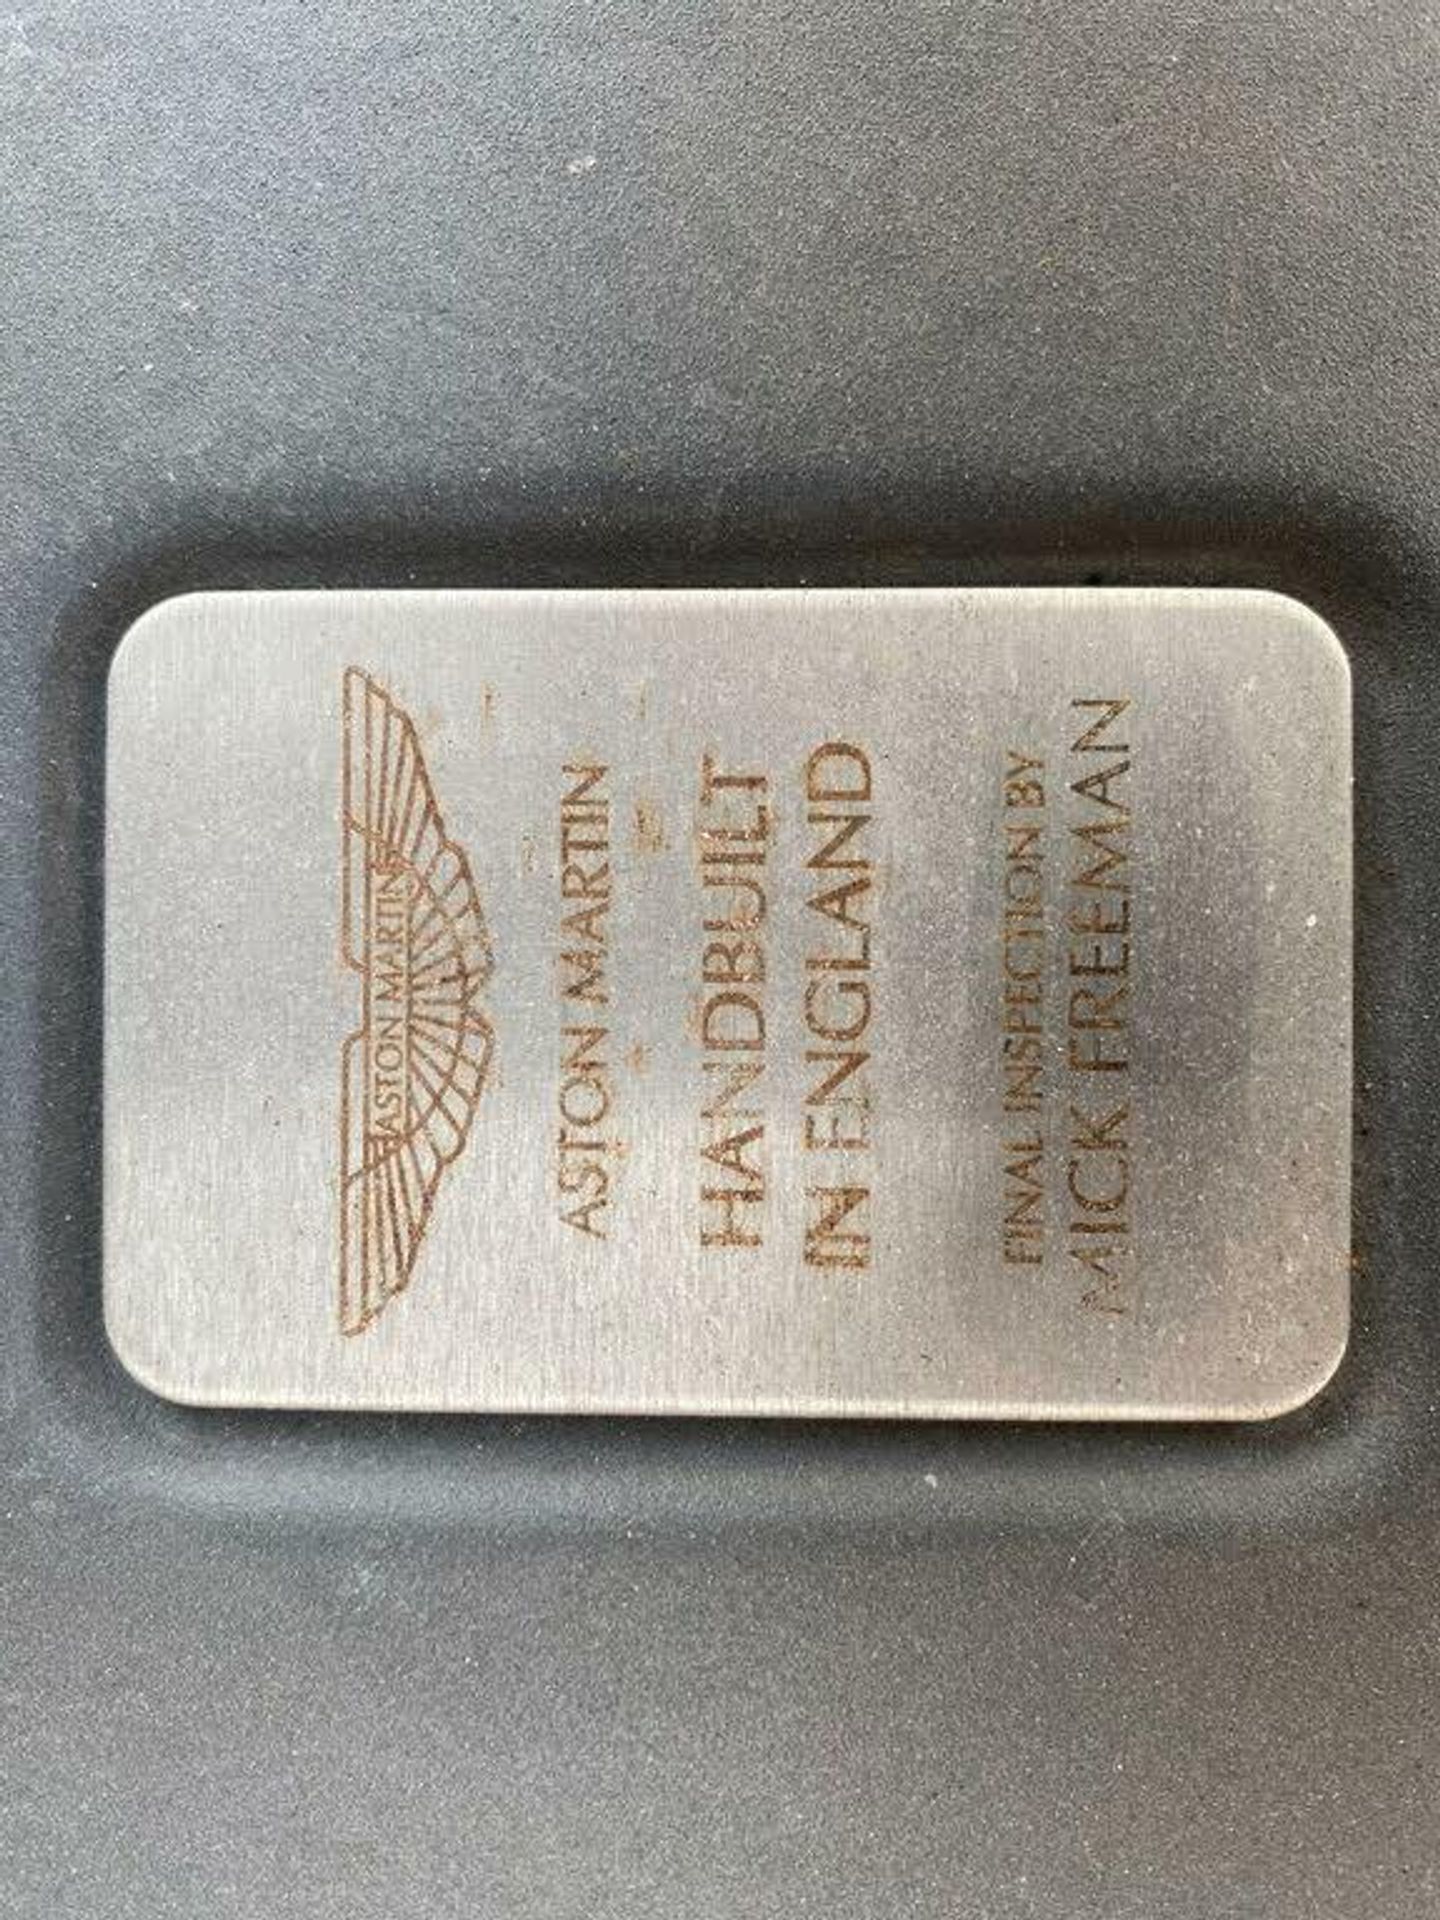 ASTON MARTIN
ASTON MARTIN
HANDBUILT
IN ENGLAND
FINAL INSPECTION BY
MICK FREEMAN